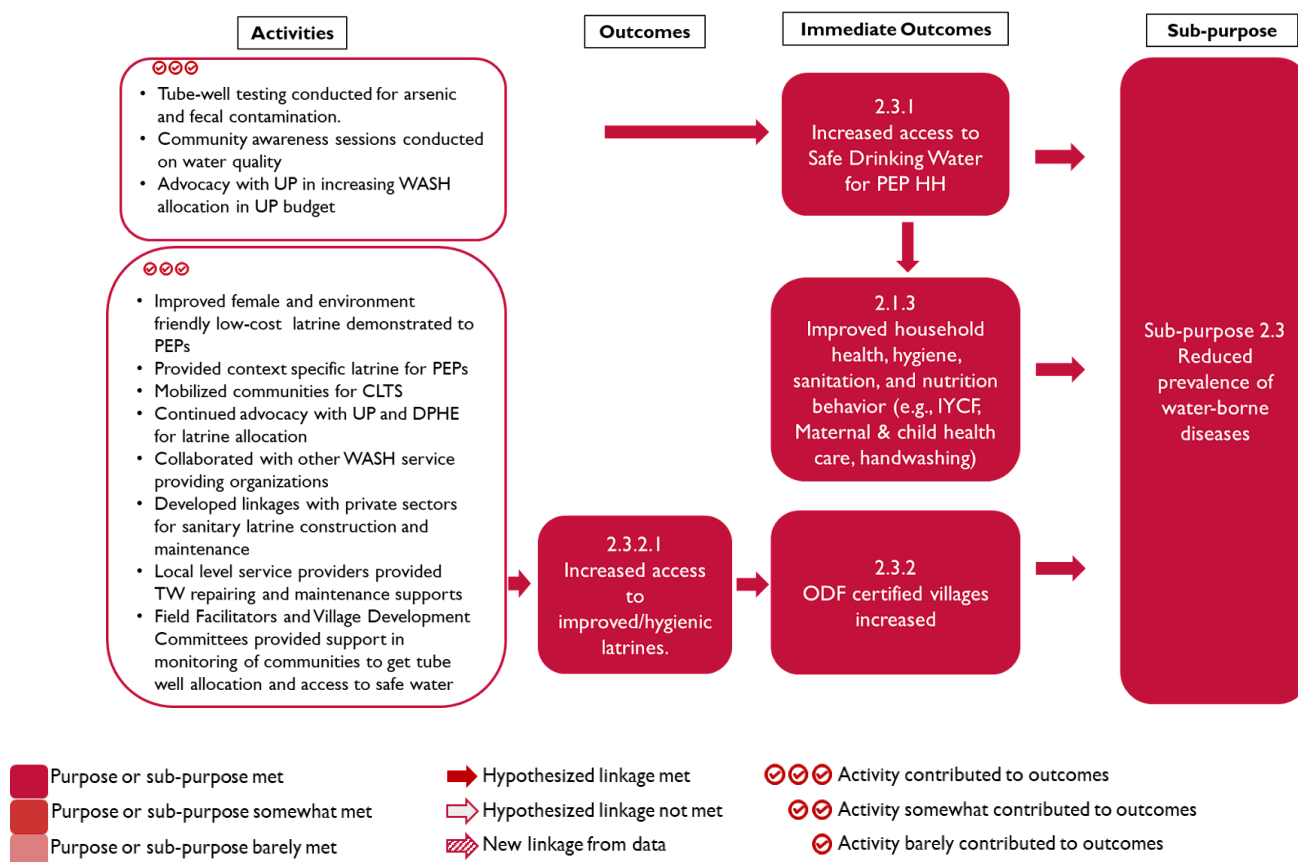 Activities
Outcomes
Immediate Outcomes
Sub-purpose
• Tube-well testing conducted for arsenic
and fecal contamination.
• Community awareness sessions conducted
on water quality
• Advocacy with UP in increasing WASH
allocation in UP budget
• Improved female and environment
friendly low-cost latrine demonstrated to
PEPs
• Provided context specific latrine for PEPs
• Mobilized communities for CLTS
• Continued advocacy with UP and DPHE
for latrine allocation
• Collaborated with other WASH service
providing organizations
• Developed linkages with private sectors
for sanitary latrine construction and
maintenance
• Local level service providers provided
TW repairing and maintenance supports
• Field Facilitators and Village Development
Committees provided support in
monitoring of communities to get tube
well allocation and access to safe water
2.3.2.1
Increased access
to
improved/hygienic
latrines.
2.3.1
Increased access to
Safe Drinking Water
for PEP HH
2.1.3
Improved household
health, hygiene,
sanitation, and nutrition
behavior (e.g., IYCF,
Maternal & child health
care, handwashing)
2.3.2
ODF certified villages
increased
Sub-purpose 2.3
Reduced
prevalence of
water-borne
diseases
Purpose or sub-purpose met
Purpose or sub-purpose somewhat met
Purpose or sub-purpose barely met
Hypothesized linkage met
Hypothesized linkage not met
New linkage from data
Activity contributed to outcomes
Activity somewhat contributed to outcomes
Activity barely contributed to outcomes